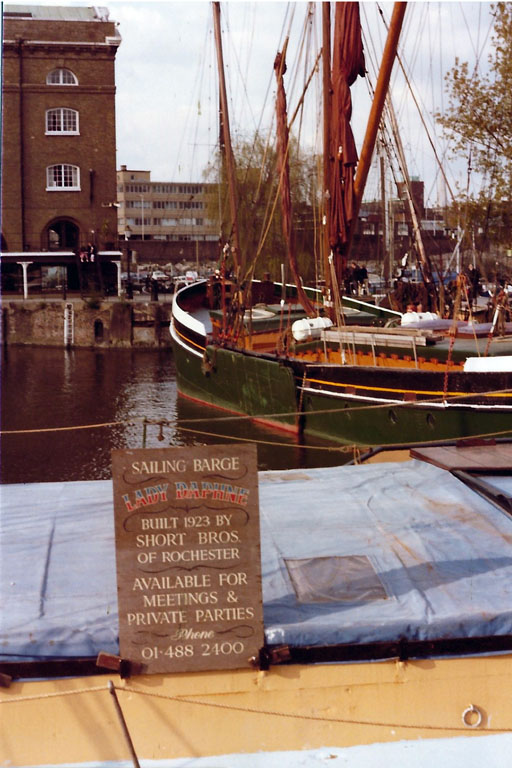 SAILING BARGE
LADY DAPHNE
BUILT 1923 BY
SHORT BROS.
OF ROCHESTER
AVAILABLE FOR
MEETINGS &
PRIVATE PARTIES
Phone
01·488 2400